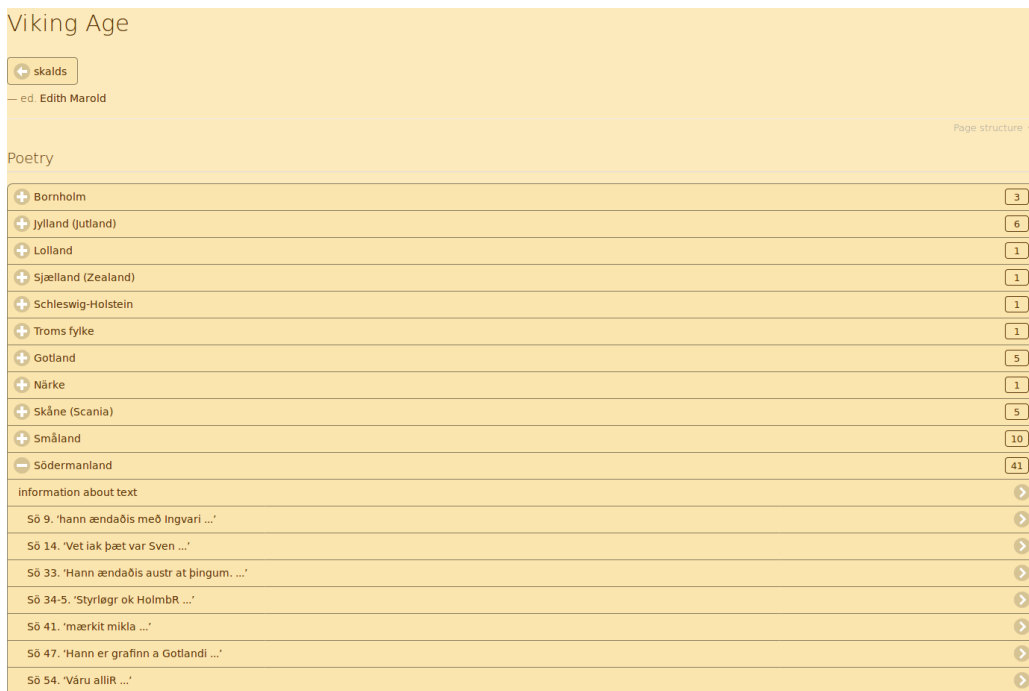 Viking Age
skalds
— ed. Edith Marold
Page structure
Poetry
Bornholm 3
Jylland (Jutland) 6
Lolland 1
Sjælland (Zealand) 1
Schleswig-Holstein 1
Troms fylke 1
Gotland 5
Närke 1
Skåne (Scania) 5
Småland 10
Södermanland 41
information about text
Sö 9. ‘hann ændaðis með Ingvari ...’
Sö 14. ‘Vet iak þæt var Sven ...’
Sö 33. ‘Hann ændaðis austr at þingum. ...’
Sö 34-5. ‘Styrløgr ok HolmbR ...’
Sö 41. ‘mærkit mikla ...’
Sö 47. ‘Hann er grafinn a Gotlandi ...’
Sö 54. ‘Váru alliR ...’